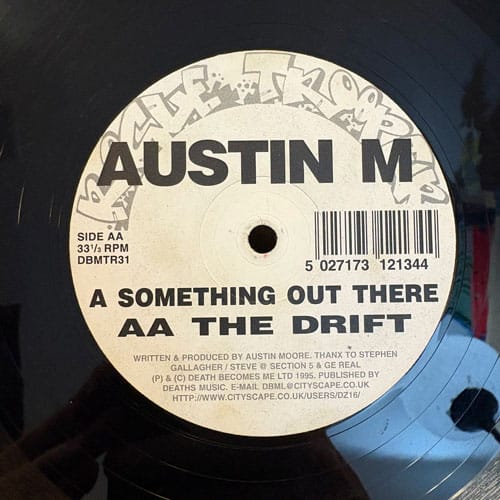 ROGUE TROOPER
AUSTIN M
SIDE AA
33⅓ RPM
DBMTR31
5 027173 121344
A SOMETHING OUT THERE
AA THE DRIFT
WRITTEN & PRODUCED BY AUSTIN MOORE. THANX TO STEPHEN
GALLAGHER / STEVE @ SECTION 5 & GE REAL
(P) & (C) DEATH BECOMES ME LTD 1995. PUBLISHED BY
DEATHS MUSIC. E-MAIL DBML@CITYSCAPE.CO.UK
HTTP://WWW.CITYSCAPE.CO.UK/USERS/DZ16/